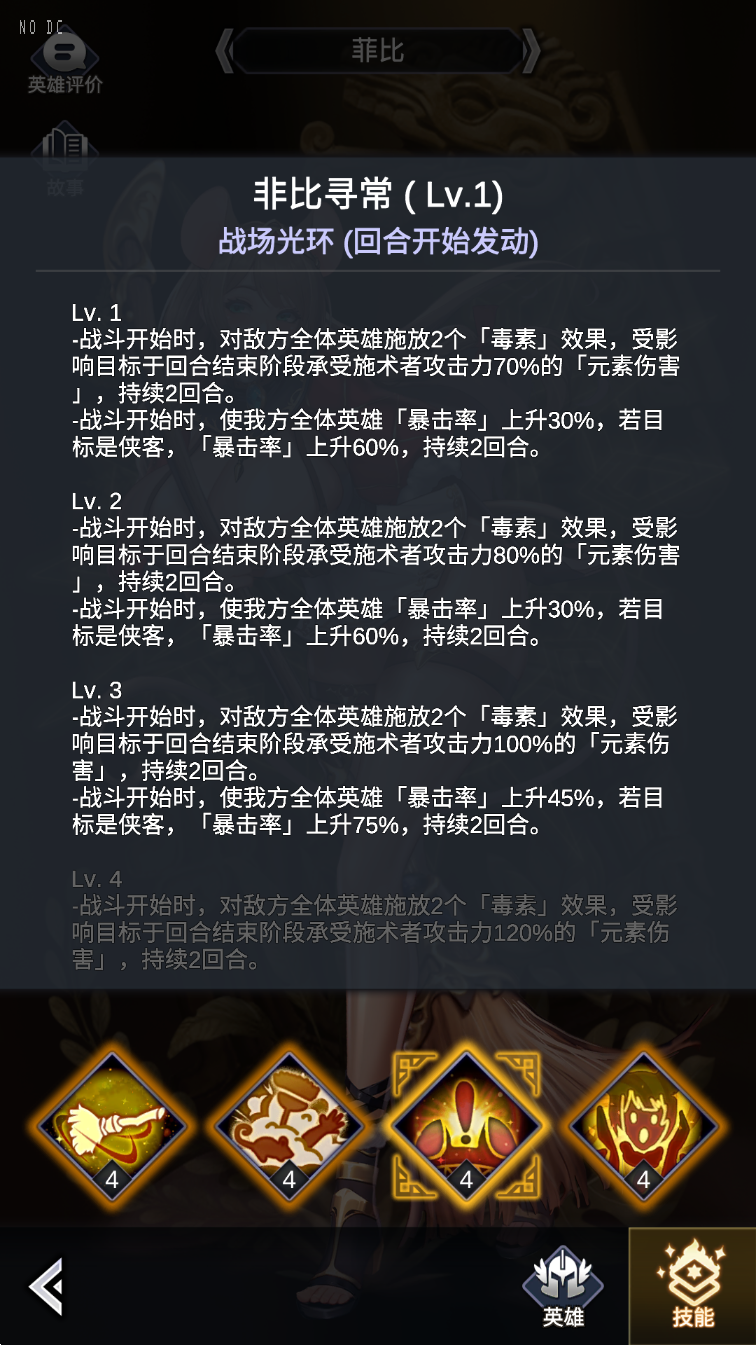 NO DC
菲比
英雄评价
故事
非比寻常 ( Lv.1)
战场光环 (回合开始发动)
Lv. 1
-战斗开始时，对敌方全体英雄施放2个「毒素」效果，受影
响目标于回合结束阶段承受施术者攻击力70%的「元素伤害
」，持续2回合。
-战斗开始时，使我方全体英雄「暴击率」上升30%，若目
标是侠客，「暴击率」上升60%，持续2回合。
Lv. 2
-战斗开始时，对敌方全体英雄施放2个「毒素」效果，受影
响目标于回合结束阶段承受施术者攻击力80%的「元素伤害
」，持续2回合。
-战斗开始时，使我方全体英雄「暴击率」上升30%，若目
标是侠客，「暴击率」上升60%，持续2回合。
Lv. 3
-战斗开始时，对敌方全体英雄施放2个「毒素」效果，受影
响目标于回合结束阶段承受施术者攻击力100%的「元素伤
害」，持续2回合。
-战斗开始时，使我方全体英雄「暴击率」上升45%，若目
标是侠客，「暴击率」上升75%，持续2回合。
Lv. 4
-战斗开始时，对敌方全体英雄施放2个「毒素」效果，受影
响目标于回合结束阶段承受施术者攻击力120%的「元素伤
害」，持续2回合。
4
4
4
4
英雄
技能